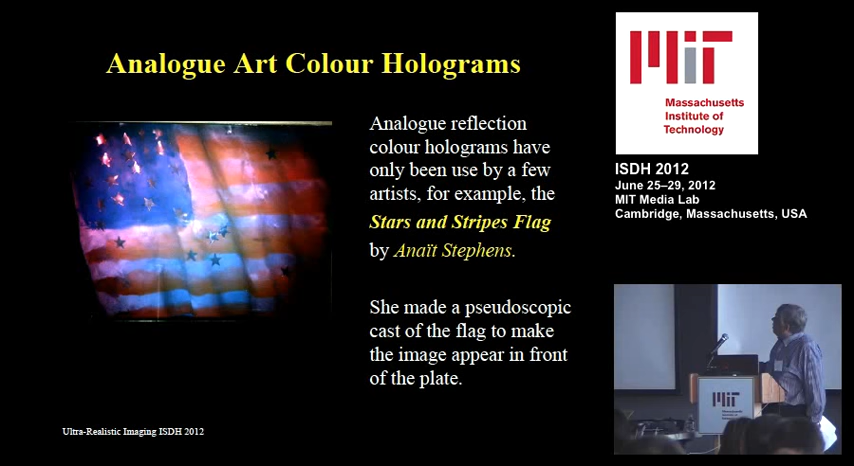 Analogue Art Colour Holograms
Analogue reflection
colour holograms have
only been use by a few
artists, for example, the
Stars and Stripes Flag
by Anaït Stephens.
She made a pseudoscopic
cast of the flag to make
the image appear in front
of the plate.
Ultra-Realistic Imaging ISDH 2012
MIT
Massachusetts
Institute of
Technology
ISDH 2012
June 25–29, 2012
MIT Media Lab
Cambridge, Massachusetts, USA
MIT